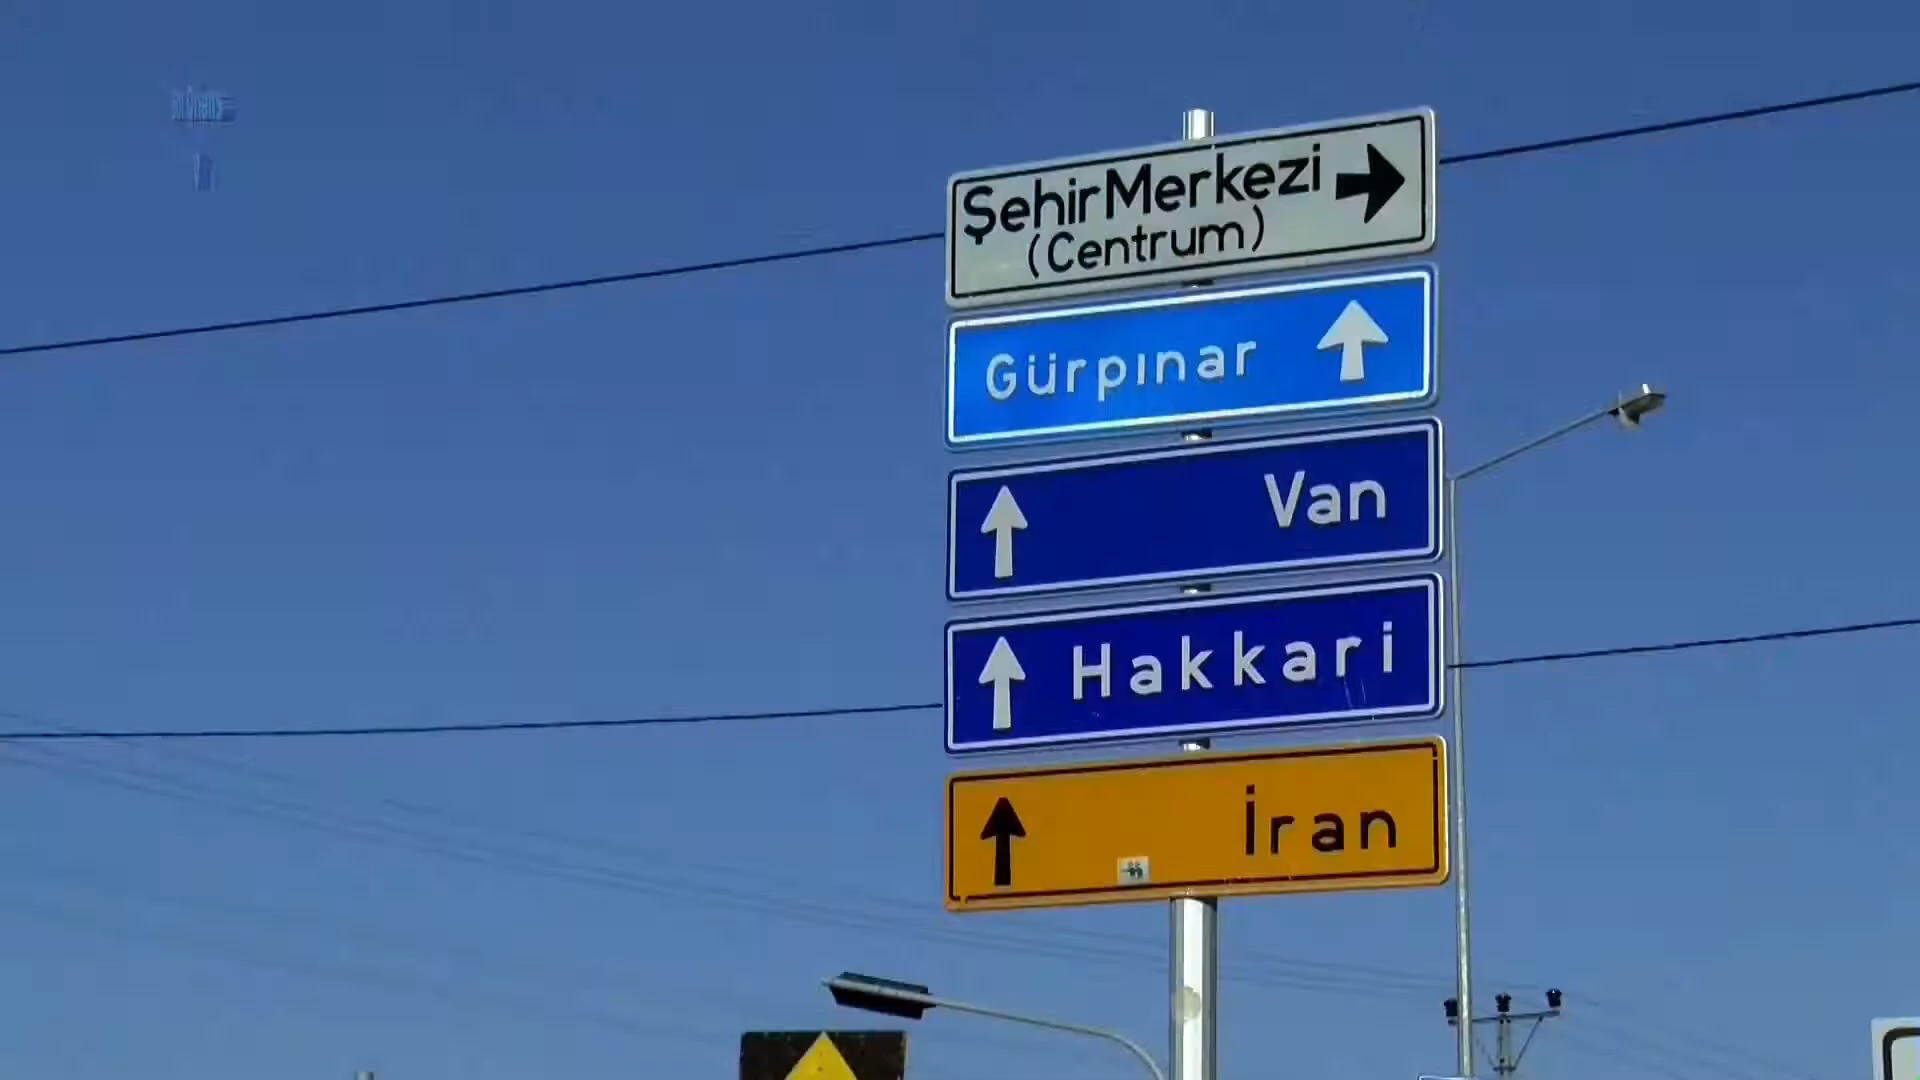 Şehir Merkezi
(Centrum)
Gürpınar
Van
Hakkari
İran